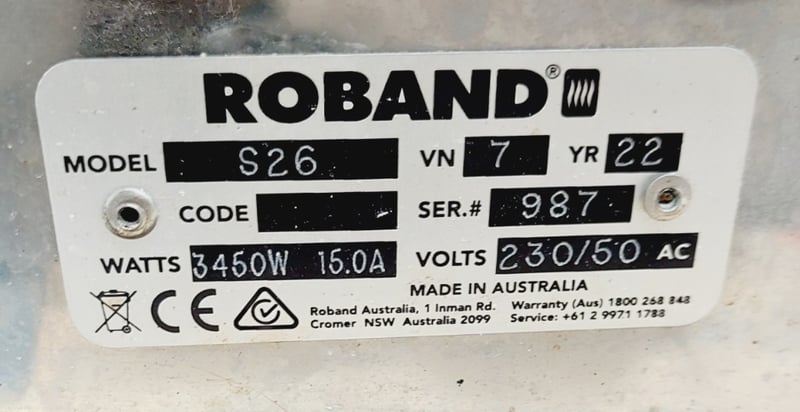 ROBAND®
MODEL S26 VN 7 YR 22
CODE SER.# 987
WATTS 3450W 15.0A VOLTS 230/50 AC
MADE IN AUSTRALIA
CE Roband Australia, 1 Inman Rd. Warranty (Aus) 1800 268 848
Cromer NSW Australia 2099 Service: +61 2 9971 1788